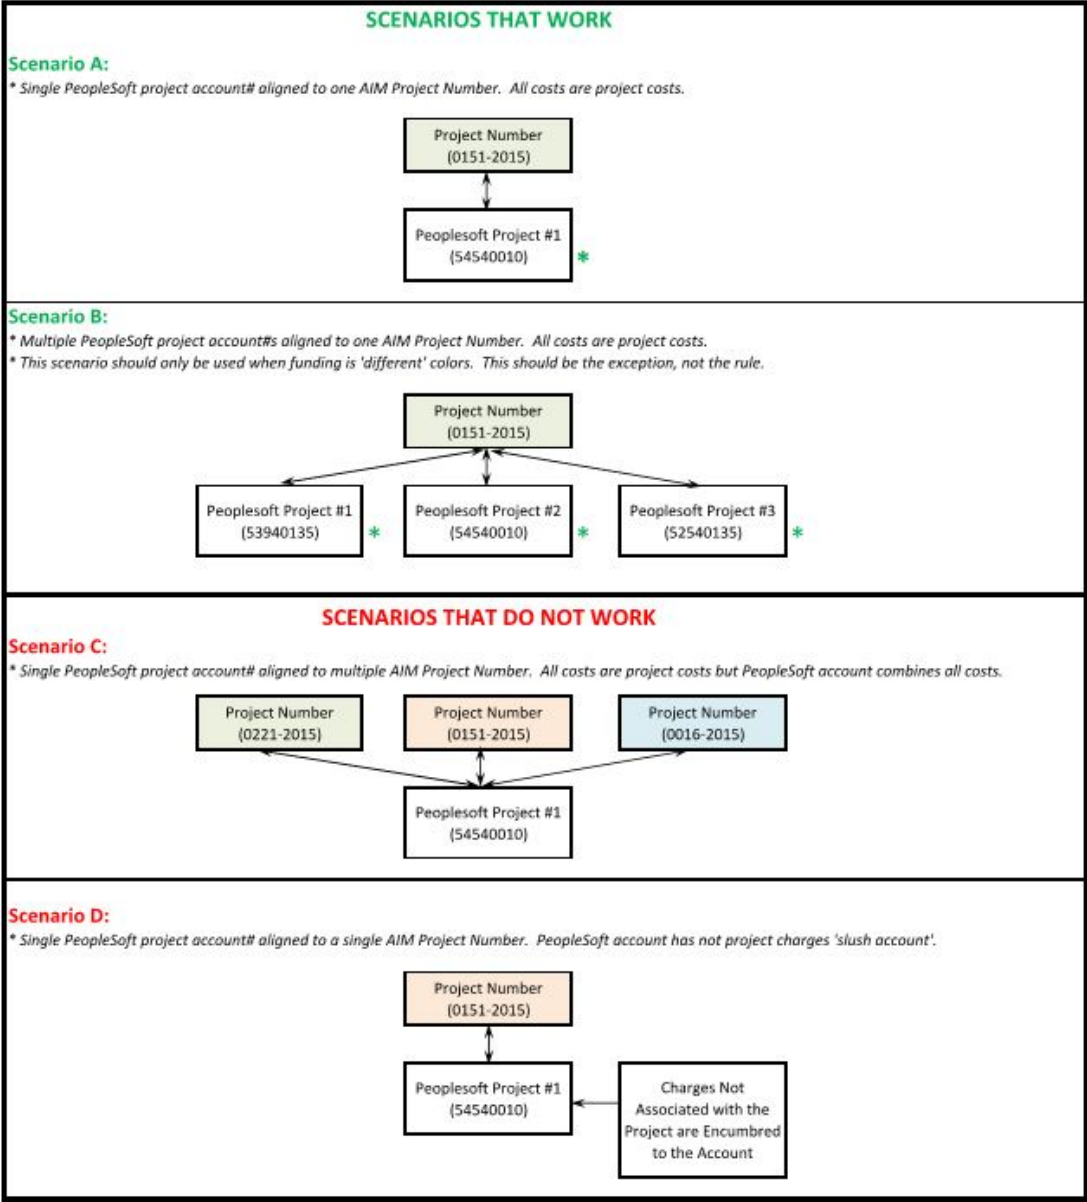 SCENARIOS THAT WORK
Scenario A:
* Single PeopleSoft project account# aligned to one AIM Project Number.  All costs are project costs.
Project Number
(0151-2015)
Peoplesoft Project #1
(54540010)
*
Scenario B:
* Multiple PeopleSoft project account#s aligned to one AIM Project Number.  All costs are project costs.
* This scenario should only be used when funding is 'different' colors.  This should be the exception, not the rule.
Project Number
(0151-2015)
Peoplesoft Project #1
(53940135)
*
Peoplesoft Project #2
(54540010)
*
Peoplesoft Project #3
(52540135)
*
SCENARIOS THAT DO NOT WORK
Scenario C:
* Single PeopleSoft project account# aligned to multiple AIM Project Number.  All costs are project costs but PeopleSoft account combines all costs.
Project Number
(0221-2015)
Project Number
(0151-2015)
Project Number
(0016-2015)
Peoplesoft Project #1
(54540010)
Scenario D:
* Single PeopleSoft project account# aligned to a single AIM Project Number.  PeopleSoft account has not project charges 'slush account'.
Project Number
(0151-2015)
Peoplesoft Project #1
(54540010)
Charges Not
Associated with the
Project are Encumbred
to the Account